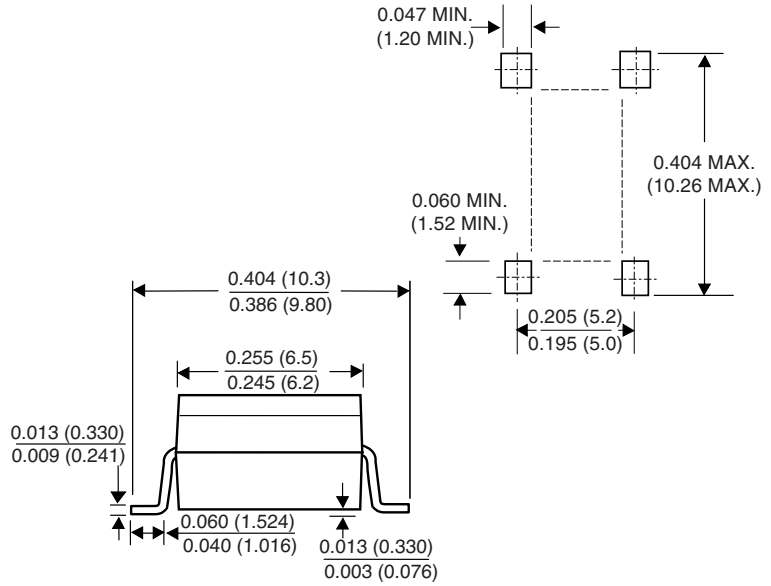 0.047 MIN.
(1.20 MIN.)
0.404 MAX.
(10.26 MAX.)
0.060 MIN.
(1.52 MIN.)
0.205 (5.2)
0.195 (5.0)
0.404 (10.3)
0.386 (9.80)
0.255 (6.5)
0.245 (6.2)
0.013 (0.330)
0.009 (0.241)
0.060 (1.524)
0.040 (1.016)
0.013 (0.330)
0.003 (0.076)